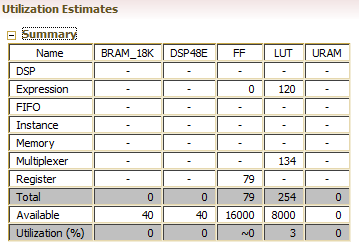 Utilization Estimates
Summary
Name BRAM_18K DSP48E FF LUT URAM
DSP - - - - -
Expression - - 0 120 -
FIFO - - - - -
Instance - - - - -
Memory - - - - -
Multiplexer - - - 134 -
Register - - 79 - -
Total 0 0 79 254 0
Available 40 40 16000 8000 0
Utilization (%) 0 0 ~0 3 0